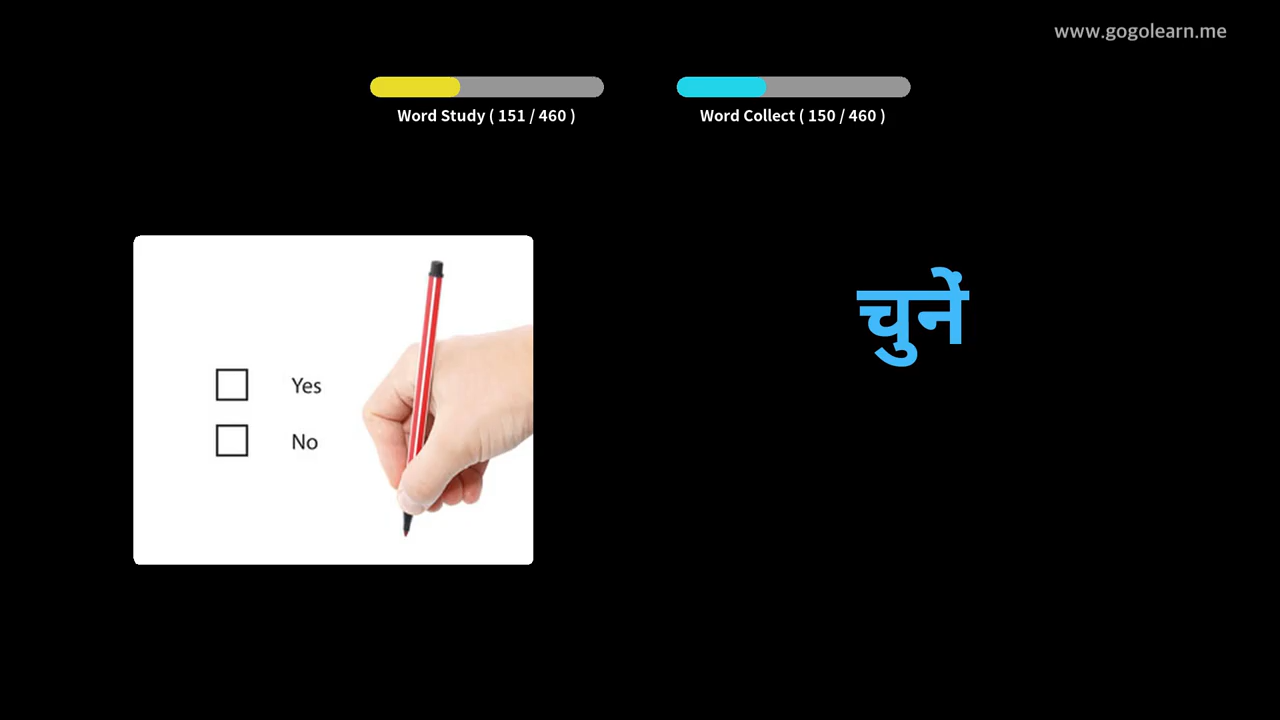 www.gogolearn.me
Word Study ( 151 / 460 )
Word Collect ( 150 / 460 )
चुनें
Yes
No